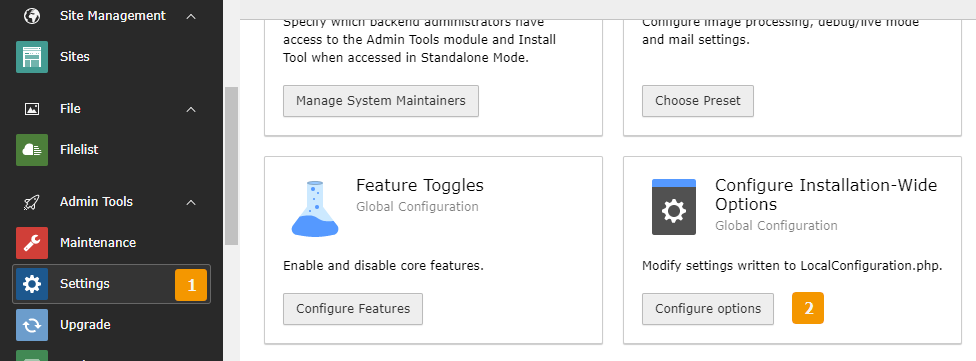 Site Management
Sites
File
Filelist
Admin Tools
Maintenance
Settings
1
Upgrade
Specify which backend administrators have
access to the Admin Tools module and Install
Tool when accessed in Standalone Mode.
Manage System Maintainers
Configure image processing, debug/live mode
and mail settings.
Choose Preset
Feature Toggles
Global Configuration
Enable and disable core features.
Configure Features
Configure Installation-Wide
Options
Global Configuration
Modify settings written to LocalConfiguration.php.
Configure options
2